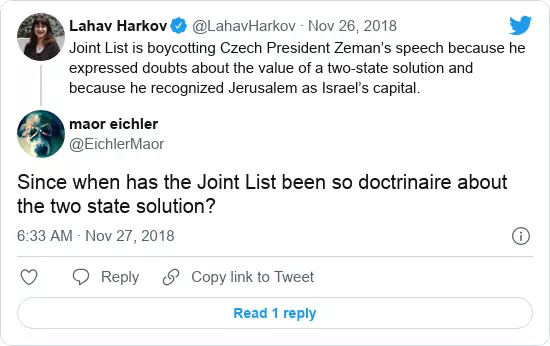 Lahav Harkov @LahavHarkov · Nov 26, 2018
Joint List is boycotting Czech President Zeman’s speech because he
expressed doubts about the value of a two-state solution and
because he recognized Jerusalem as Israel’s capital.
maor eichler
@EichlerMaor
Since when has the Joint List been so doctrinaire about
the two state solution?
6:33 AM · Nov 27, 2018
Reply Copy link to Tweet
Read 1 reply